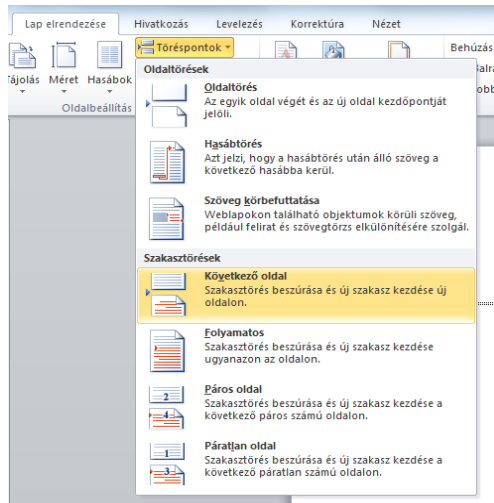 Lap elrendezése Hivatkozás Levelezés Korrektúra Nézet
Töréspontok Behúzás
Tájolás Méret Hasábok
Oldalbeállítás
Oldaltörések
Oldaltörés
Az egyik oldal végét és az új oldal kezdőpontját
jelöli.
Hasábtörés
Azt jelzi, hogy a hasábtörés után álló szöveg a
következő hasábba kerül.
Szöveg körbefuttatása
Weblapokon található objektumok körüli szöveg,
például felirat és szövegtörzs elkülönítésére szolgál.
Szakasztörések
Következő oldal
Szakasztörés beszúrása és új szakasz kezdése új
oldalon.
Folyamatos
Szakasztörés beszúrása és új szakasz kezdése
ugyanazon az oldalon.
Páros oldal
2
4
Szakasztörés beszúrása és új szakasz kezdése a
következő páros számú oldalon.
Páratlan oldal
1
3
Szakasztörés beszúrása és új szakasz kezdése a
következő páratlan számú oldalon.